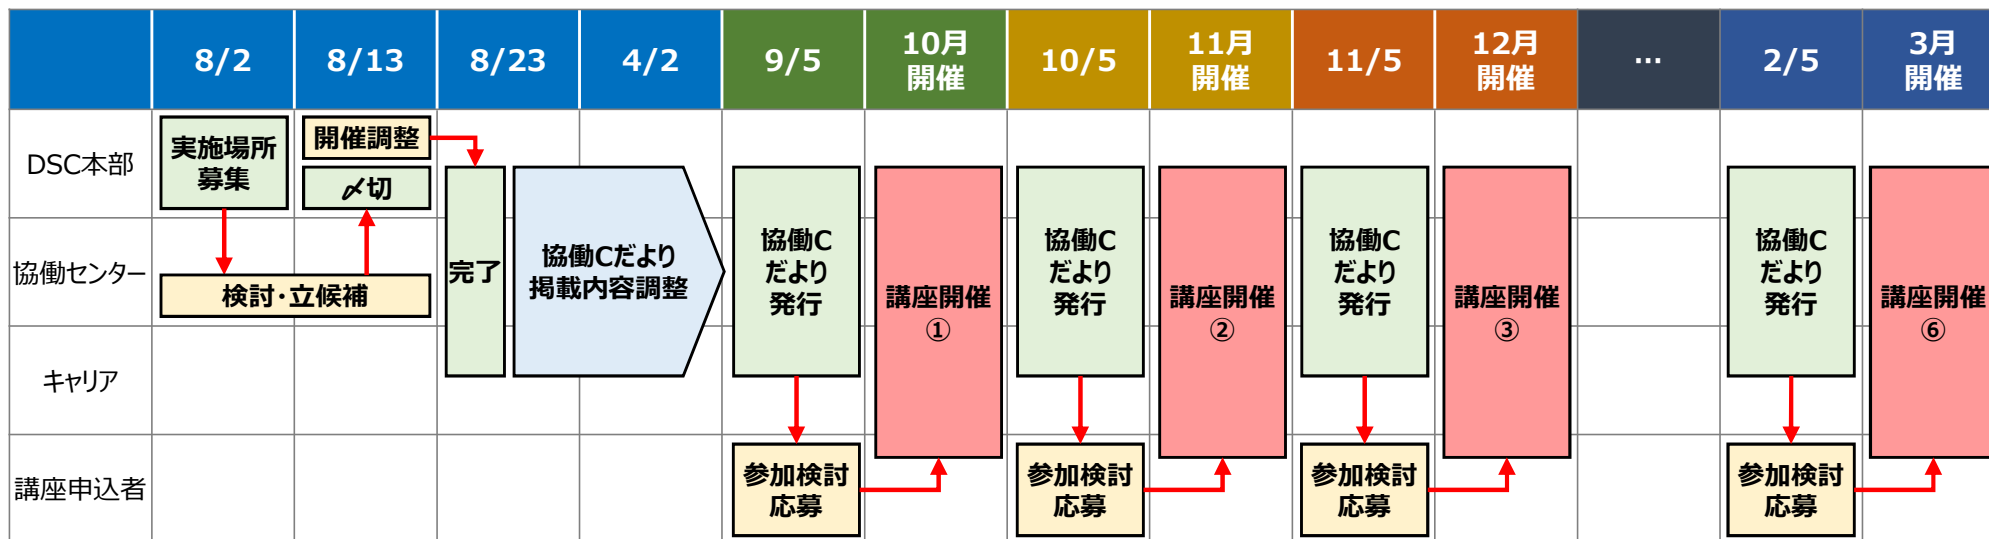 8/2
8/13
8/23
4/2
9/5
10月
開催
10/5
11月
開催
11/5
12月
開催
…
2/5
3月
開催
DSC本部
実施場所
募集
開催調整
〆切
協働センター
検討・立候補
完了
協働Cだより
掲載内容調整
協働C
だより
発行
講座開催
①
協働C
だより
発行
講座開催
②
協働C
だより
発行
講座開催
③
協働C
だより
発行
講座開催
⑥
キャリア
講座申込者
参加検討
応募
参加検討
応募
参加検討
応募
参加検討
応募